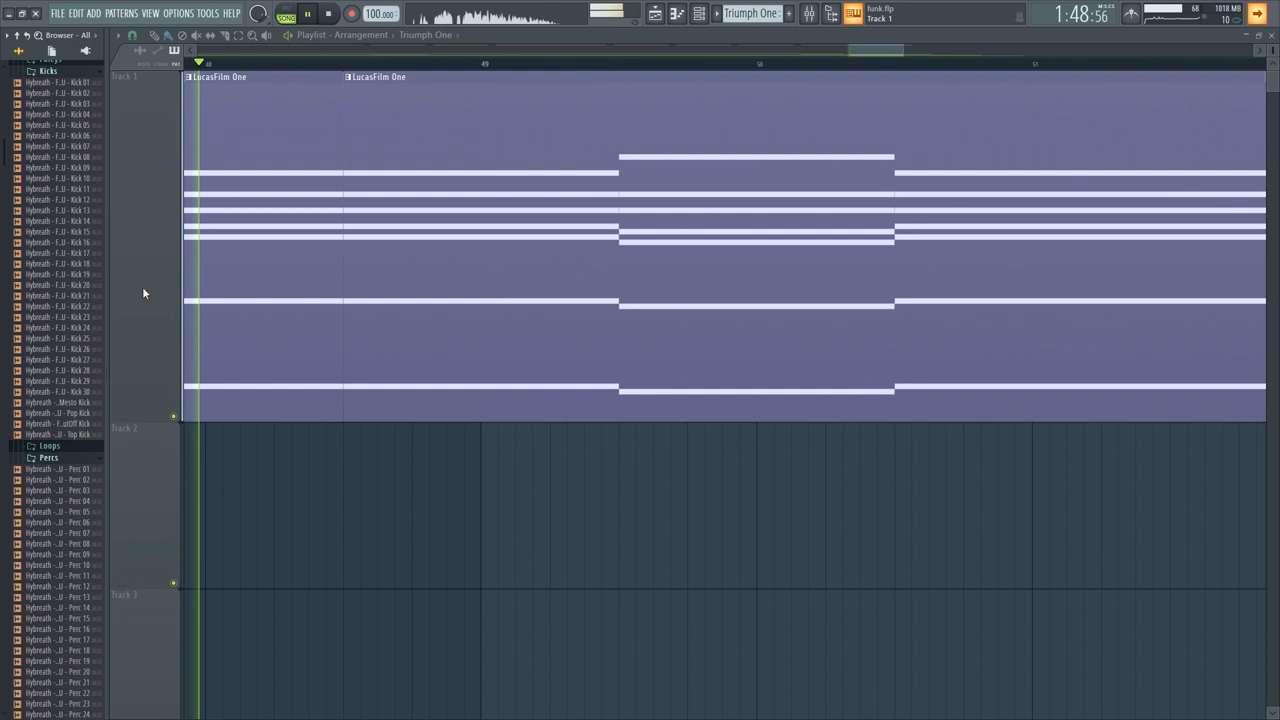 FILE EDIT ADD PATTERNS VIEW OPTIONS TOOLS HELP
SONG
100.000
Triumph One
funk.flp
Track 1
1:48:56
68
1018 MB
10
Browser - All
Playlist - Arrangement
Triumph One
Kicks
Hybreath - F..U - Kick 01
Hybreath - F..U - Kick 02
Hybreath - F..U - Kick 03
Hybreath - F..U - Kick 04
Hybreath - F..U - Kick 05
Hybreath - F..U - Kick 06
Hybreath - F..U - Kick 07
Hybreath - F..U - Kick 08
Hybreath - F..U - Kick 09
Hybreath - F..U - Kick 10
Hybreath - F..U - Kick 11
Hybreath - F..U - Kick 12
Hybreath - F..U - Kick 13
Hybreath - F..U - Kick 14
Hybreath - F..U - Kick 15
Hybreath - F..U - Kick 16
Hybreath - F..U - Kick 17
Hybreath - F..U - Kick 18
Hybreath - F..U - Kick 19
Hybreath - F..U - Kick 20
Hybreath - F..U - Kick 21
Hybreath - F..U - Kick 22
Hybreath - F..U - Kick 23
Hybreath - F..U - Kick 24
Hybreath - F..U - Kick 25
Hybreath - F..U - Kick 26
Hybreath - F..U - Kick 27
Hybreath - F..U - Kick 28
Hybreath - F..U - Kick 29
Hybreath - F..U - Kick 30
Hybreath -..Mesto Kick
Hybreath -..U - Pop Kick
Hybreath - F..utOff Kick
Hybreath -..U - Top Kick
Loops
Percs
Hybreath -..U - Perc 01
Hybreath -..U - Perc 02
Hybreath -..U - Perc 03
Hybreath -..U - Perc 04
Hybreath -..U - Perc 05
Hybreath -..U - Perc 06
Hybreath -..U - Perc 07
Hybreath -..U - Perc 08
Hybreath -..U - Perc 09
Hybreath -..U - Perc 10
Hybreath -..U - Perc 11
Hybreath -..U - Perc 12
Hybreath -..U - Perc 13
Hybreath -..U - Perc 14
Hybreath -..U - Perc 15
Hybreath -..U - Perc 16
Hybreath -..U - Perc 17
Hybreath -..U - Perc 18
Hybreath -..U - Perc 19
Hybreath -..U - Perc 20
Hybreath -..U - Perc 21
Hybreath -..U - Perc 22
Hybreath -..U - Perc 23
Hybreath -..U - Perc 24
48 49 50 51
Track 1
LucasFilm One
LucasFilm One
Track 2
Track 3